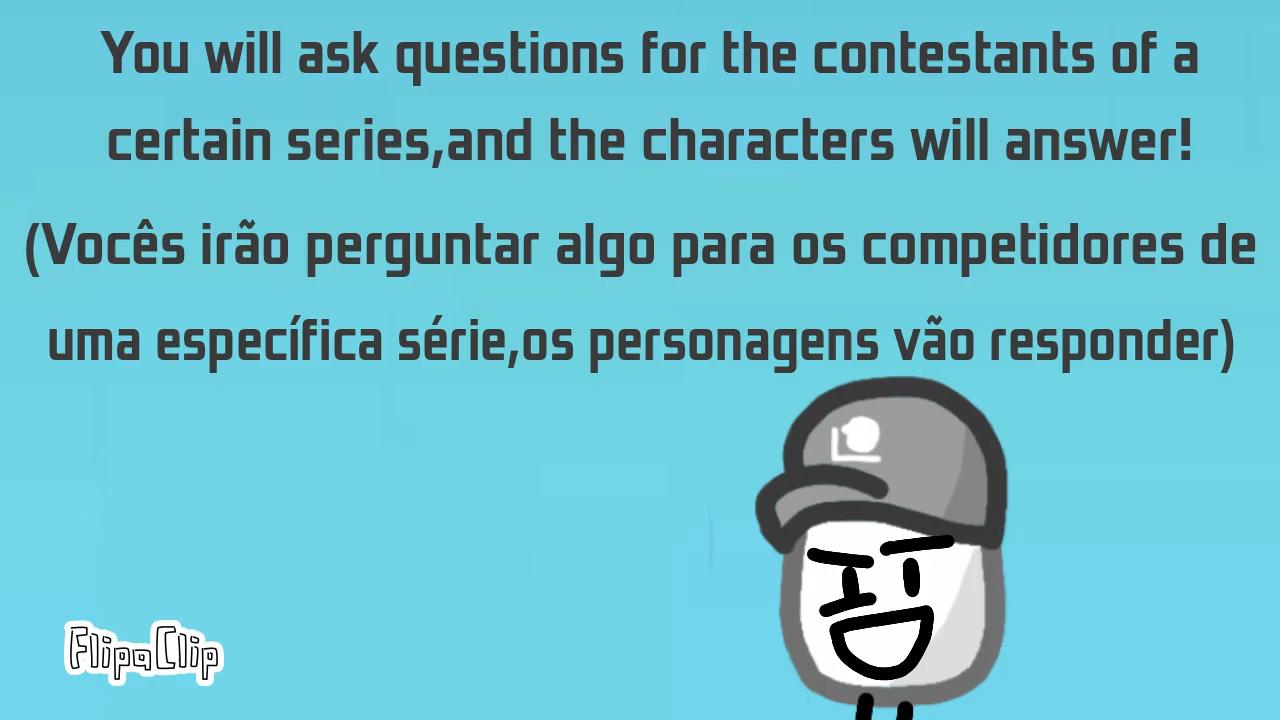 You will ask questions for the contestants of a
certain series,and the characters will answer!
(Vocês irão perguntar algo para os competidores de
uma específica série,os personagens vão responder)
FlipaClip